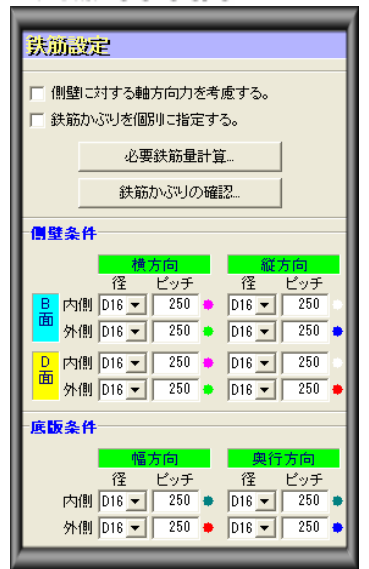 鉄筋設定
側壁に対する軸方向力を考慮する。
鉄筋かぶりを個別に指定する。
必要鉄筋量計算...
鉄筋かぶりの確認...
側壁条件
横方向 縦方向
径 ピッチ 径 ピッチ
B面 内側 D16 250 D16 250
外側 D16 250 D16 250
D面 内側 D16 250 D16 250
外側 D16 250 D16 250
底版条件
幅方向 奥行方向
径 ピッチ 径 ピッチ
内側 D16 250 D16 250
外側 D16 250 D16 250